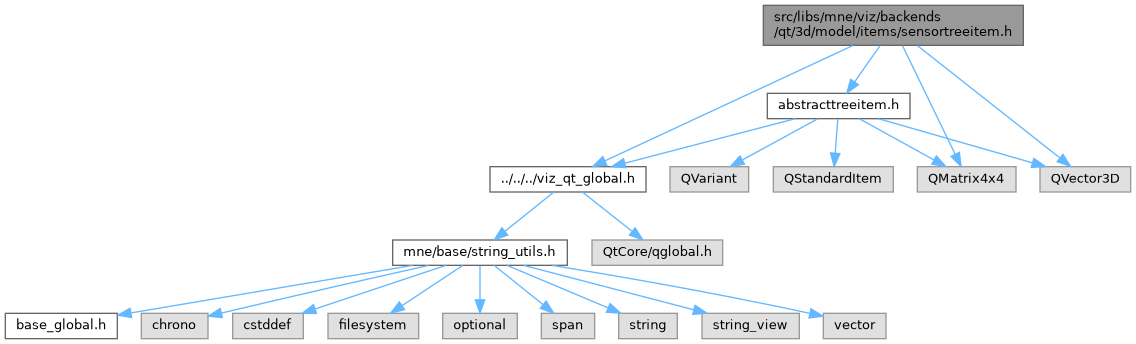 src/libs/mne/viz/backends
/qt/3d/model/items/sensortreeitem.h
abstracttreeitem.h
../../../viz_qt_global.h
QVariant
QStandardItem
QMatrix4x4
QVector3D
mne/base/string_utils.h
QtCore/qglobal.h
base_global.h
chrono
cstddef
filesystem
optional
span
string
string_view
vector